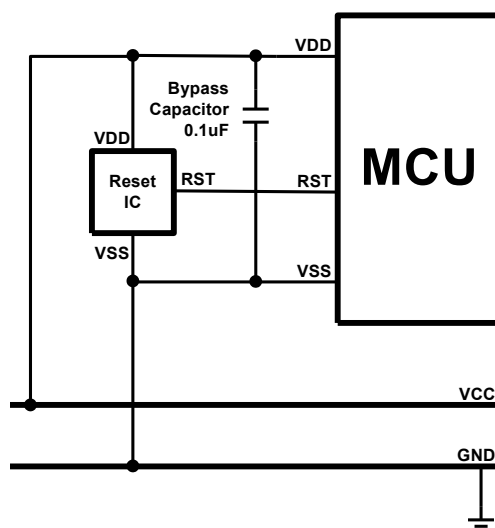 VDD
Bypass
Capacitor
0.1uF
VDD
MCU
Reset
IC
RST
RST
VSS
VSS
VCC
GND